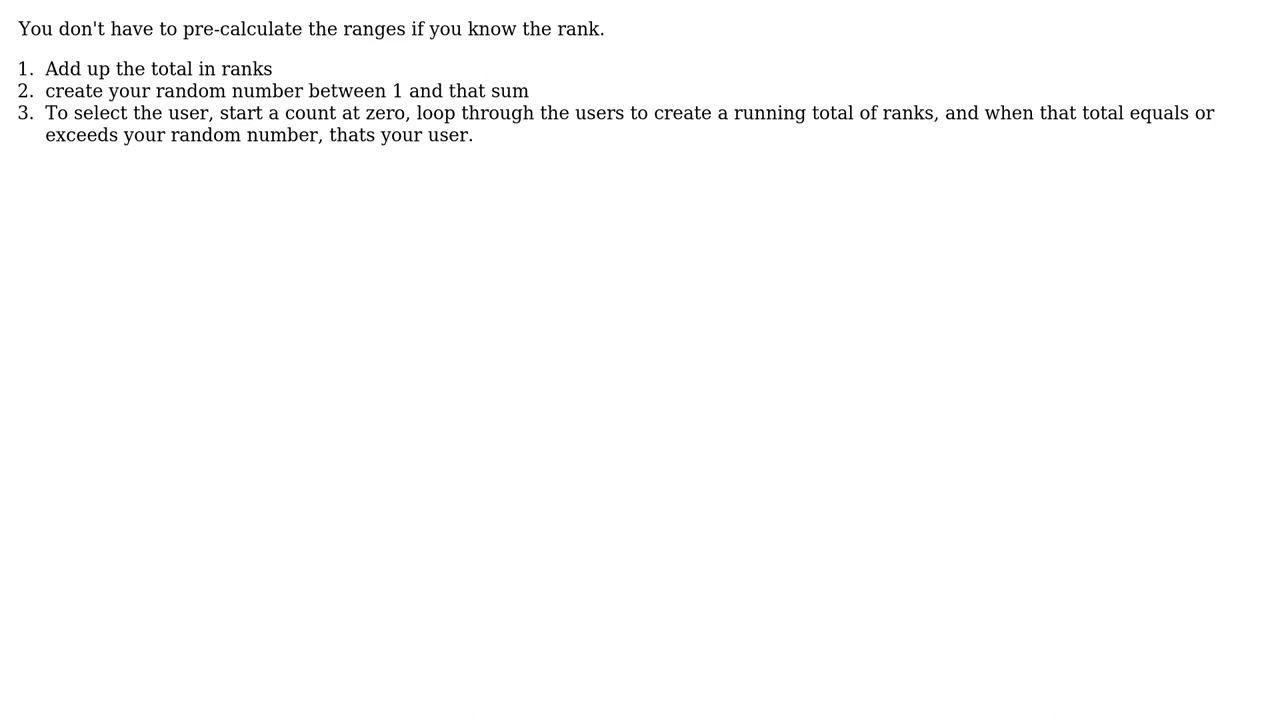 You don't have to pre-calculate the ranges if you know the rank.
1. Add up the total in ranks
2. create your random number between 1 and that sum
3. To select the user, start a count at zero, loop through the users to create a running total of ranks, and when that total equals or
exceeds your random number, thats your user.